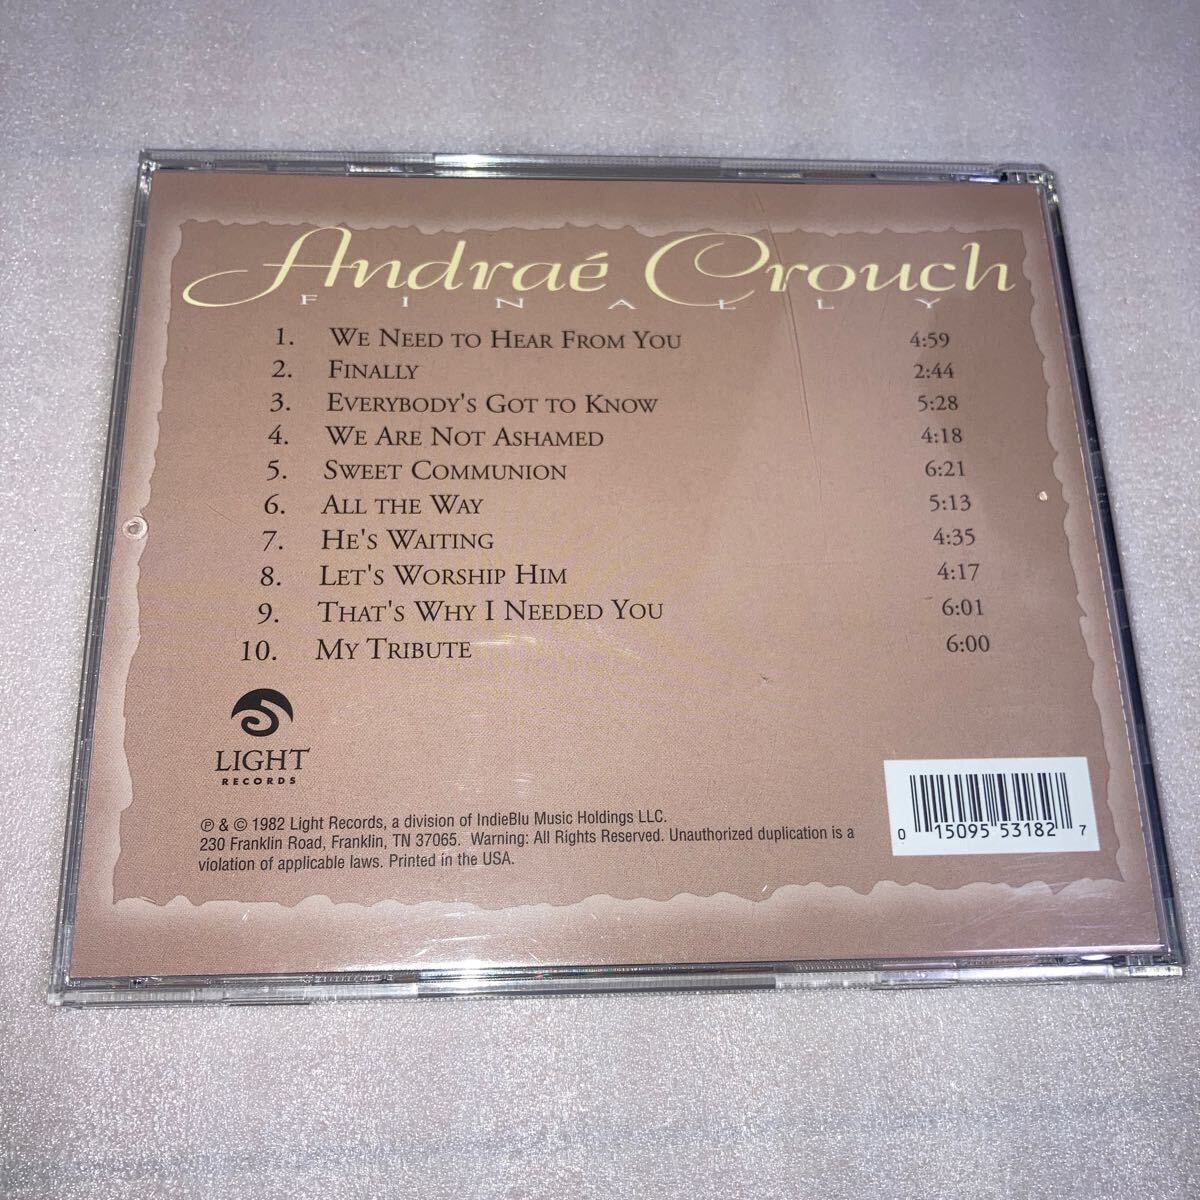 Andraé Crouch
FINALLY
1. WE NEED TO HEAR FROM YOU 4:59
2. FINALLY 2:44
3. EVERYBODY'S GOT TO KNOW 5:28
4. WE ARE NOT ASHAMED 4:18
5. SWEET COMMUNION 6:21
6. ALL THE WAY 5:13
7. HE'S WAITING 4:35
8. LET'S WORSHIP HIM 4:17
9. THAT'S WHY I NEEDED YOU 6:01
10. MY TRIBUTE 6:00
LIGHT
RECORDS
℗ & © 1982 Light Records, a division of IndieBlu Music Holdings LLC.
230 Franklin Road, Franklin, TN 37065. Warning: All Rights Reserved. Unauthorized duplication is a
violation of applicable laws. Printed in the USA.
0 15095 53182 7